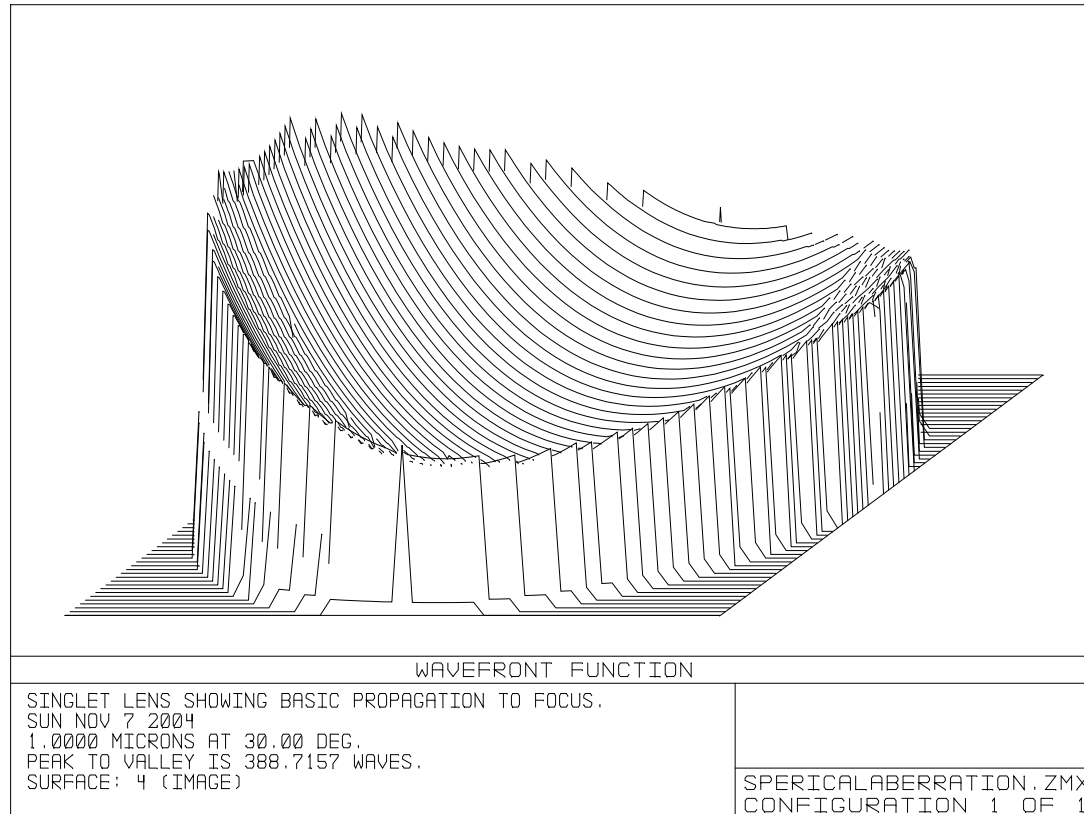 WAVEFRONT FUNCTION
SINGLET LENS SHOWING BASIC PROPAGATION TO FOCUS.
SUN NOV 7 2004
1.0000 MICRONS AT 30.00 DEG.
PEAK TO VALLEY IS 388.7157 WAVES.
SURFACE: 4 (IMAGE)
SPERICALABERRATION.ZMX
CONFIGURATION 1 OF 1